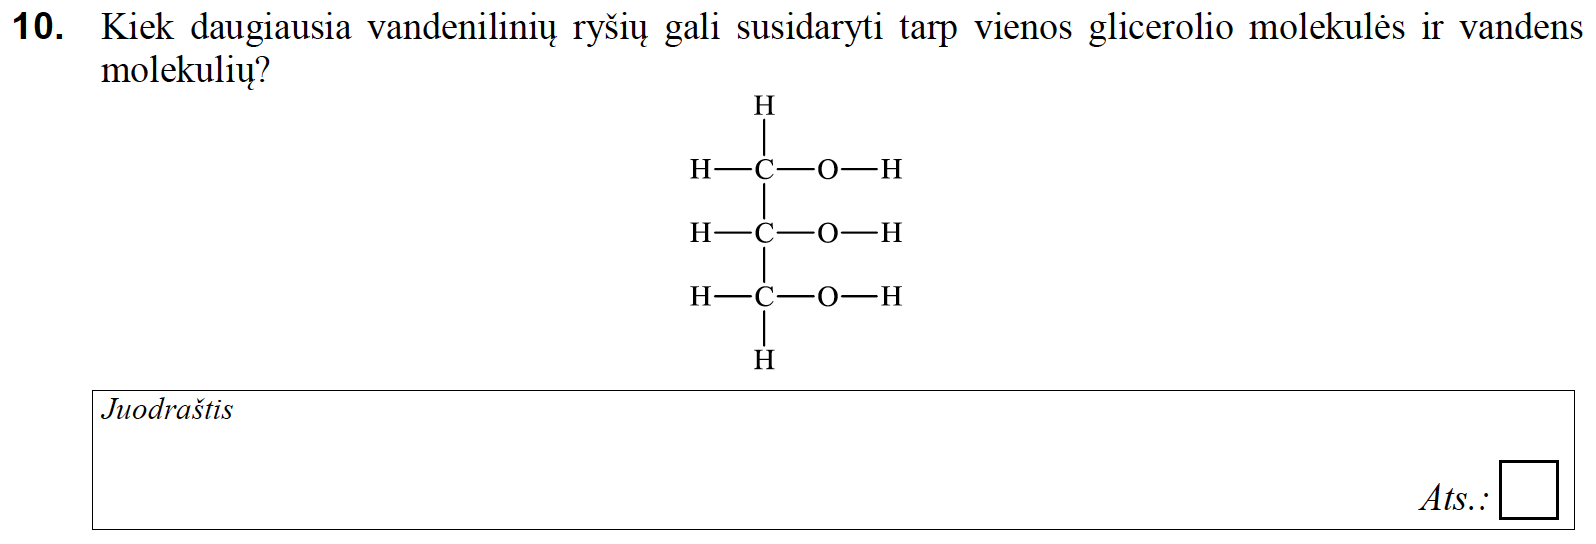 10. Kiek daugiausia vandenilinių ryšių gali susidaryti tarp vienos glicerolio molekulės ir vandens
molekulių?
H
H—C—O—H
H—C—O—H
H—C—O—H
H
Juodraštis
Ats.: